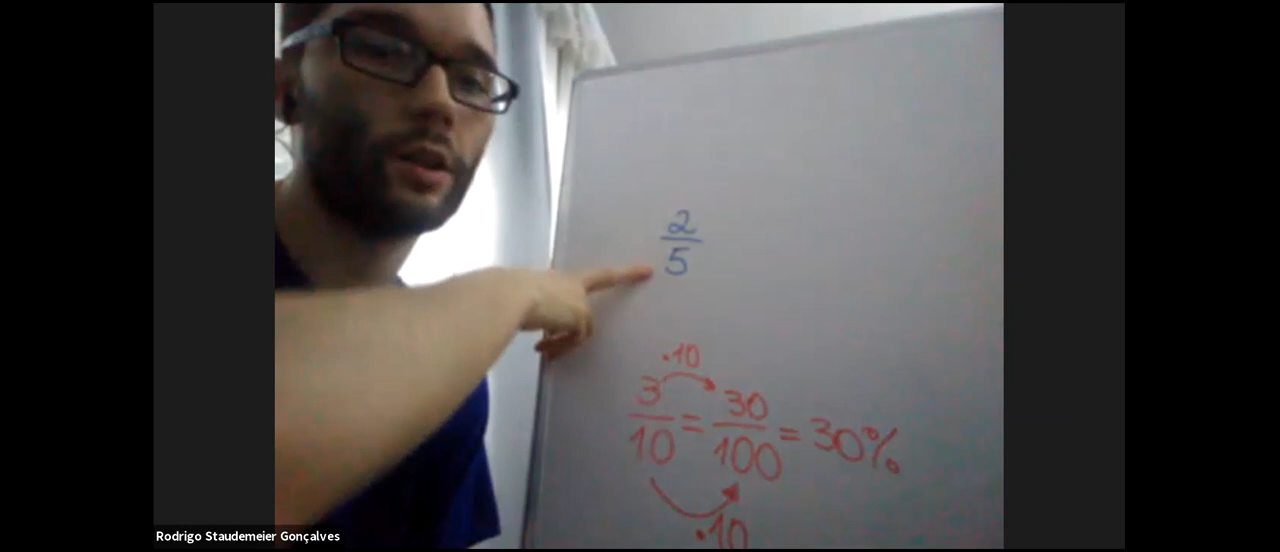 2
5
·10
3/10 = 30/100 = 30%
·10
Rodrigo Staudemeier Gonçalves